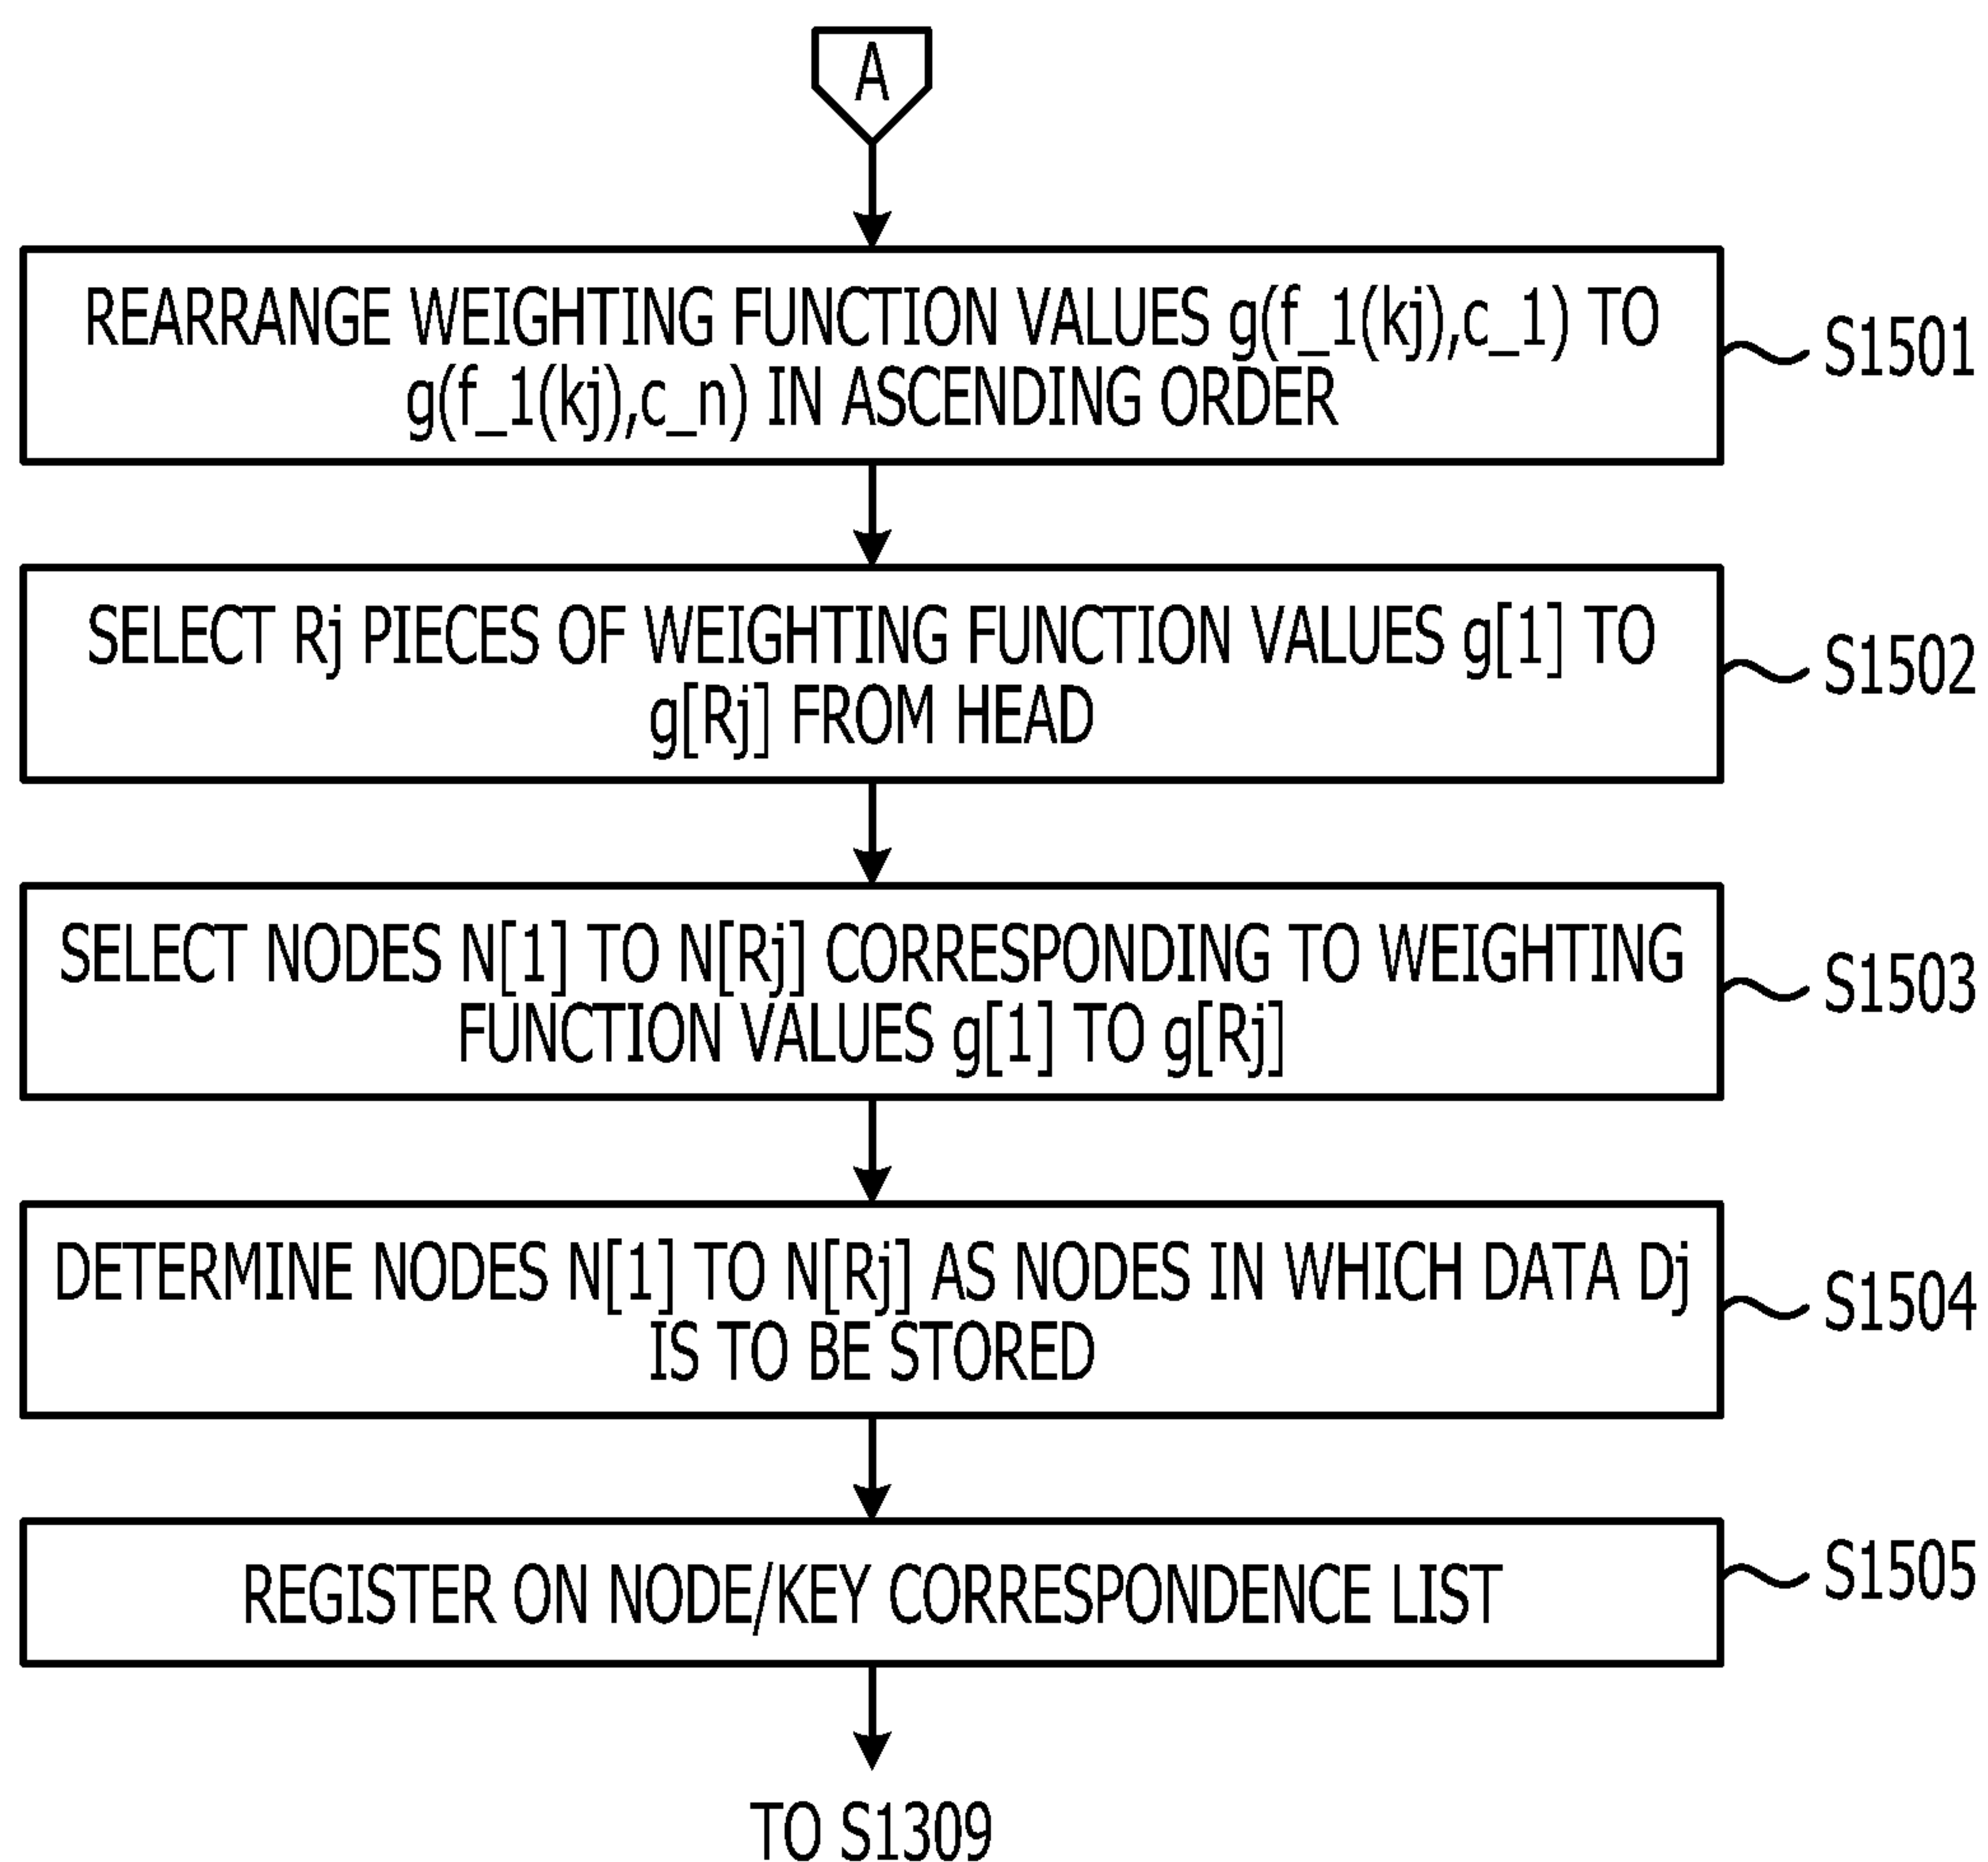 A
REARRANGE WEIGHTING FUNCTION VALUES g(f_1(kj),c_1) TO
g(f_1(kj),c_n) IN ASCENDING ORDER
S1501
SELECT Rj PIECES OF WEIGHTING FUNCTION VALUES g[1] TO
g[Rj] FROM HEAD
S1502
SELECT NODES N[1] TO N[Rj] CORRESPONDING TO WEIGHTING
FUNCTION VALUES g[1] TO g[Rj]
S1503
DETERMINE NODES N[1] TO N[Rj] AS NODES IN WHICH DATA Dj
IS TO BE STORED
S1504
REGISTER ON NODE/KEY CORRESPONDENCE LIST
S1505
TO S1309